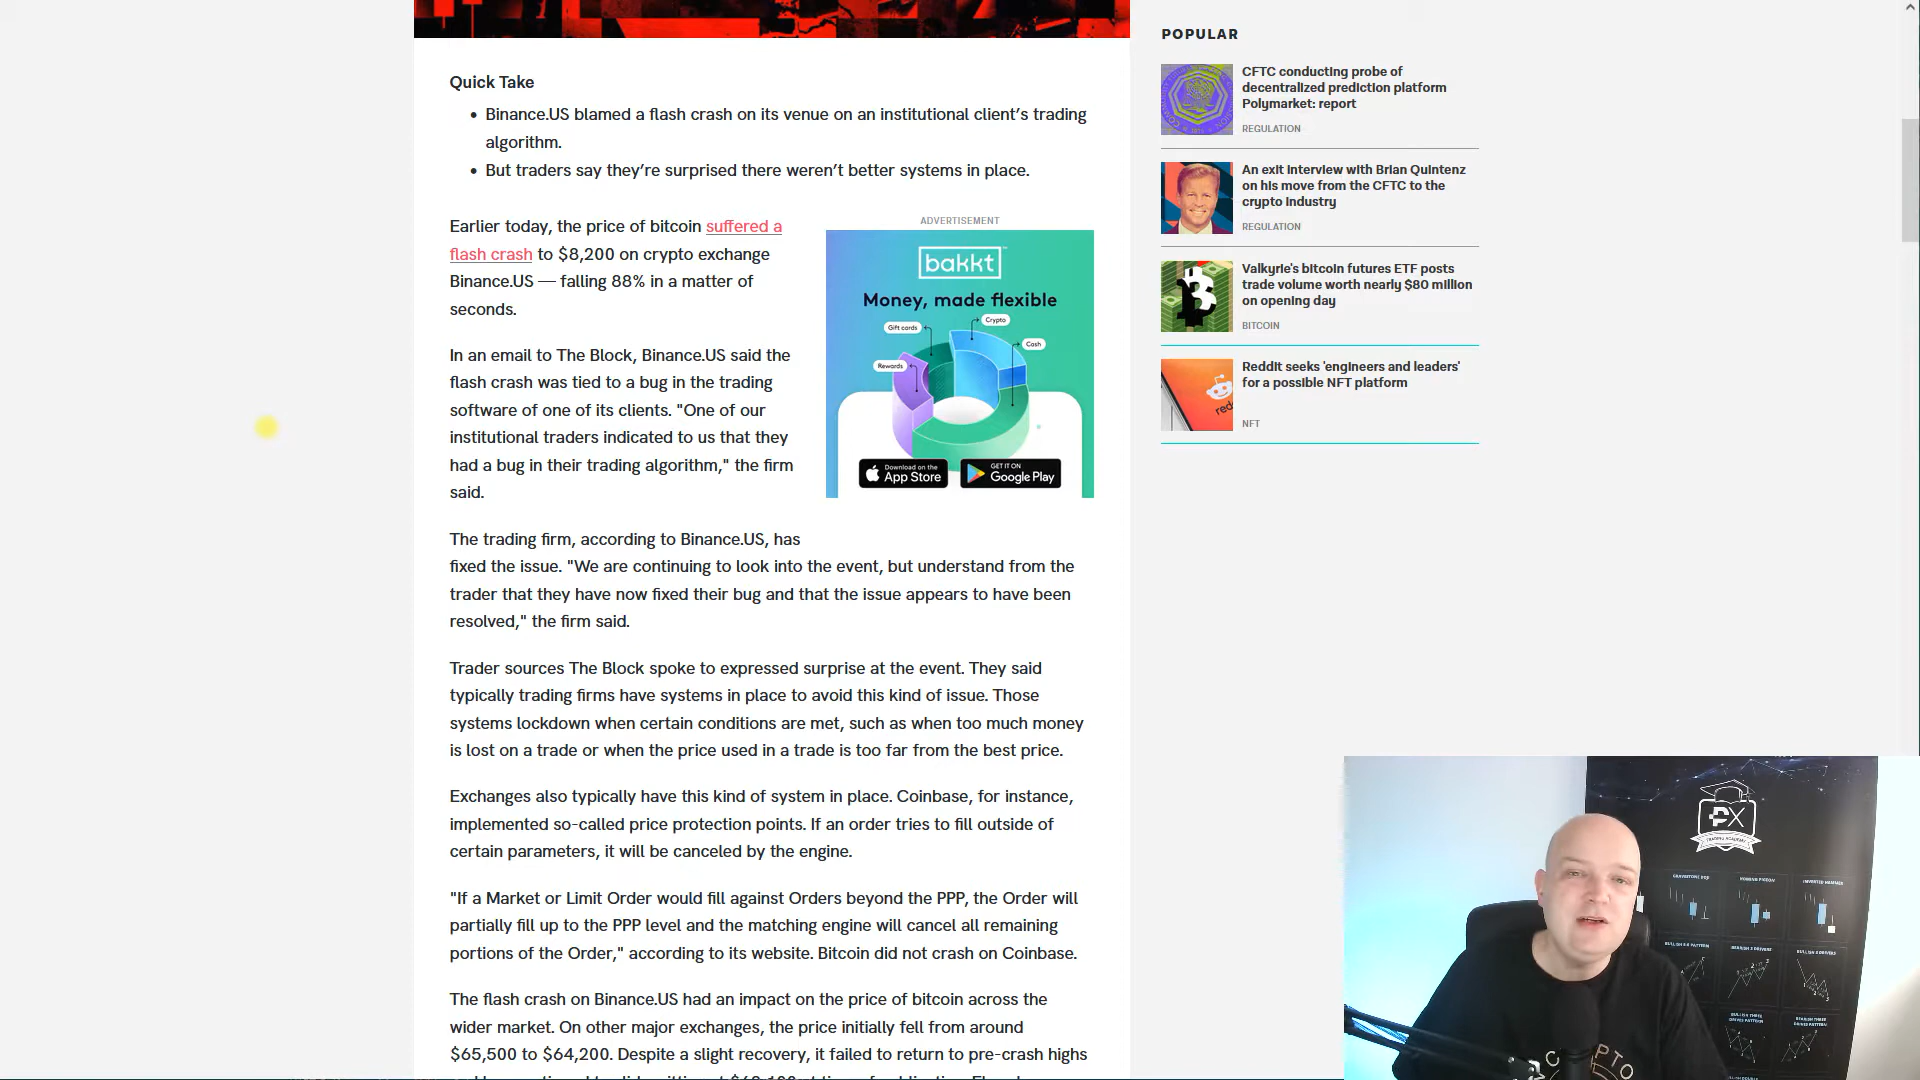 POPULAR
Quick Take
Binance.US blamed a flash crash on its venue on an institutional client’s trading
algorithm.
But traders say they’re surprised there weren’t better systems in place.
Earlier today, the price of bitcoin suffered a
flash crash to $8,200 on crypto exchange
Binance.US — falling 88% in a matter of
seconds.
In an email to The Block, Binance.US said the
flash crash was tied to a bug in the trading
software of one of its clients. "One of our
institutional traders indicated to us that they
had a bug in their trading algorithm," the firm
said.
ADVERTISEMENT
bakkt
Money, made flexible
Gift cards
Crypto
Cash
Rewards
Download on the
App Store
GET IT ON
Google Play
The trading firm, according to Binance.US, has
fixed the issue. "We are continuing to look into the event, but understand from the
trader that they have now fixed their bug and that the issue appears to have been
resolved," the firm said.
Trader sources The Block spoke to expressed surprise at the event. They said
typically trading firms have systems in place to avoid this kind of issue. Those
systems lockdown when certain conditions are met, such as when too much money
is lost on a trade or when the price used in a trade is too far from the best price.
Exchanges also typically have this kind of system in place. Coinbase, for instance,
implemented so-called price protection points. If an order tries to fill outside of
certain parameters, it will be canceled by the engine.
"If a Market or Limit Order would fill against Orders beyond the PPP, the Order will
partially fill up to the PPP level and the matching engine will cancel all remaining
portions of the Order," according to its website. Bitcoin did not crash on Coinbase.
The flash crash on Binance.US had an impact on the price of bitcoin across the
wider market. On other major exchanges, the price initially fell from around
$65,500 to $64,200. Despite a slight recovery, it failed to return to pre-crash highs
CFTC conducting probe of
decentralized prediction platform
Polymarket: report
REGULATION
An exit interview with Brian Quintenz
on his move from the CFTC to the
crypto industry
REGULATION
Valkyrie's bitcoin futures ETF posts
trade volume worth nearly $80 million
on opening day
BITCOIN
Reddit seeks 'engineers and leaders'
for a possible NFT platform
NFT
PX
TRADING ACADEMY
GRAVESTONE DOJI
HOMING PIGEON
INVERTED HAMMER
BULLISH 3 DRIVERS
CRYPTO